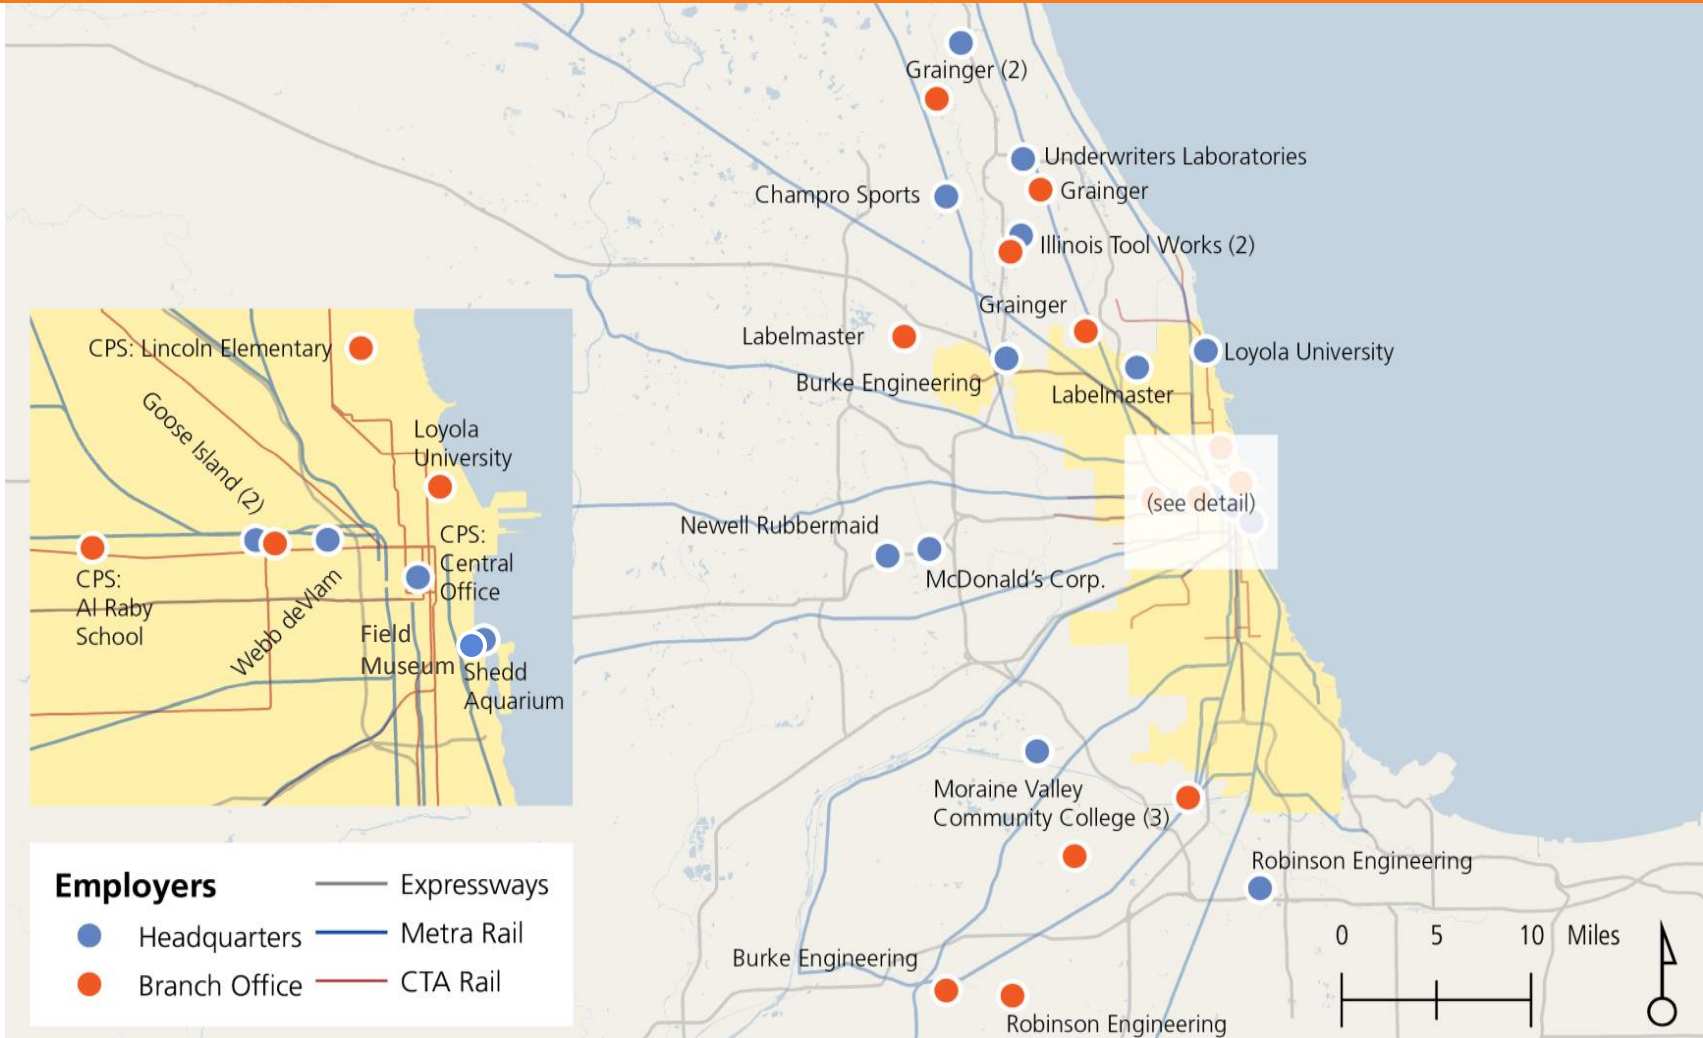 Grainger (2)
Underwriters Laboratories
Champro Sports
Grainger
Illinois Tool Works (2)
Grainger
Labelmaster
Loyola University
Burke Engineering
Labelmaster
(see detail)
Newell Rubbermaid
McDonald's Corp.
Moraine Valley
Community College (3)
Robinson Engineering
Burke Engineering
Robinson Engineering
CPS: Lincoln Elementary
Goose Island (2)
Loyola
University
CPS:
Central
Office
CPS:
Al Raby
School
Webb deVlam
Field
Museum
Shedd
Aquarium
Employers
Headquarters
Branch Office
Expressways
Metra Rail
CTA Rail
0 5 10 Miles